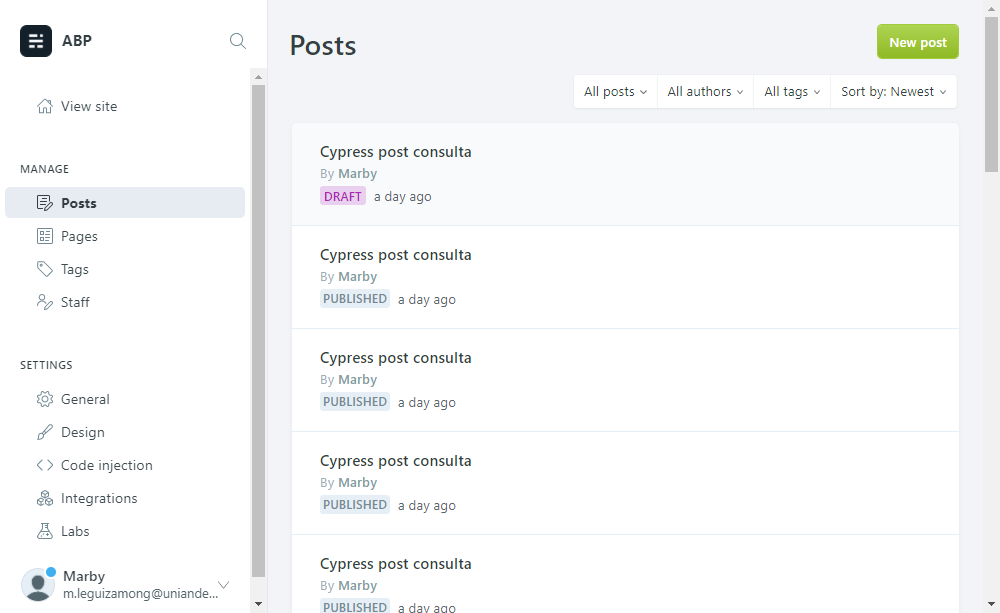 ABP
View site
MANAGE
Posts
Pages
Tags
Staff
SETTINGS
General
Design
Code injection
Integrations
Labs
Marby
m.leguizamong@uniande...
Posts
New post
All posts
All authors
All tags
Sort by: Newest
Cypress post consulta
By Marby
DRAFT a day ago
Cypress post consulta
By Marby
PUBLISHED a day ago
Cypress post consulta
By Marby
PUBLISHED a day ago
Cypress post consulta
By Marby
PUBLISHED a day ago
Cypress post consulta
By Marby
PUBLISHED a day ago